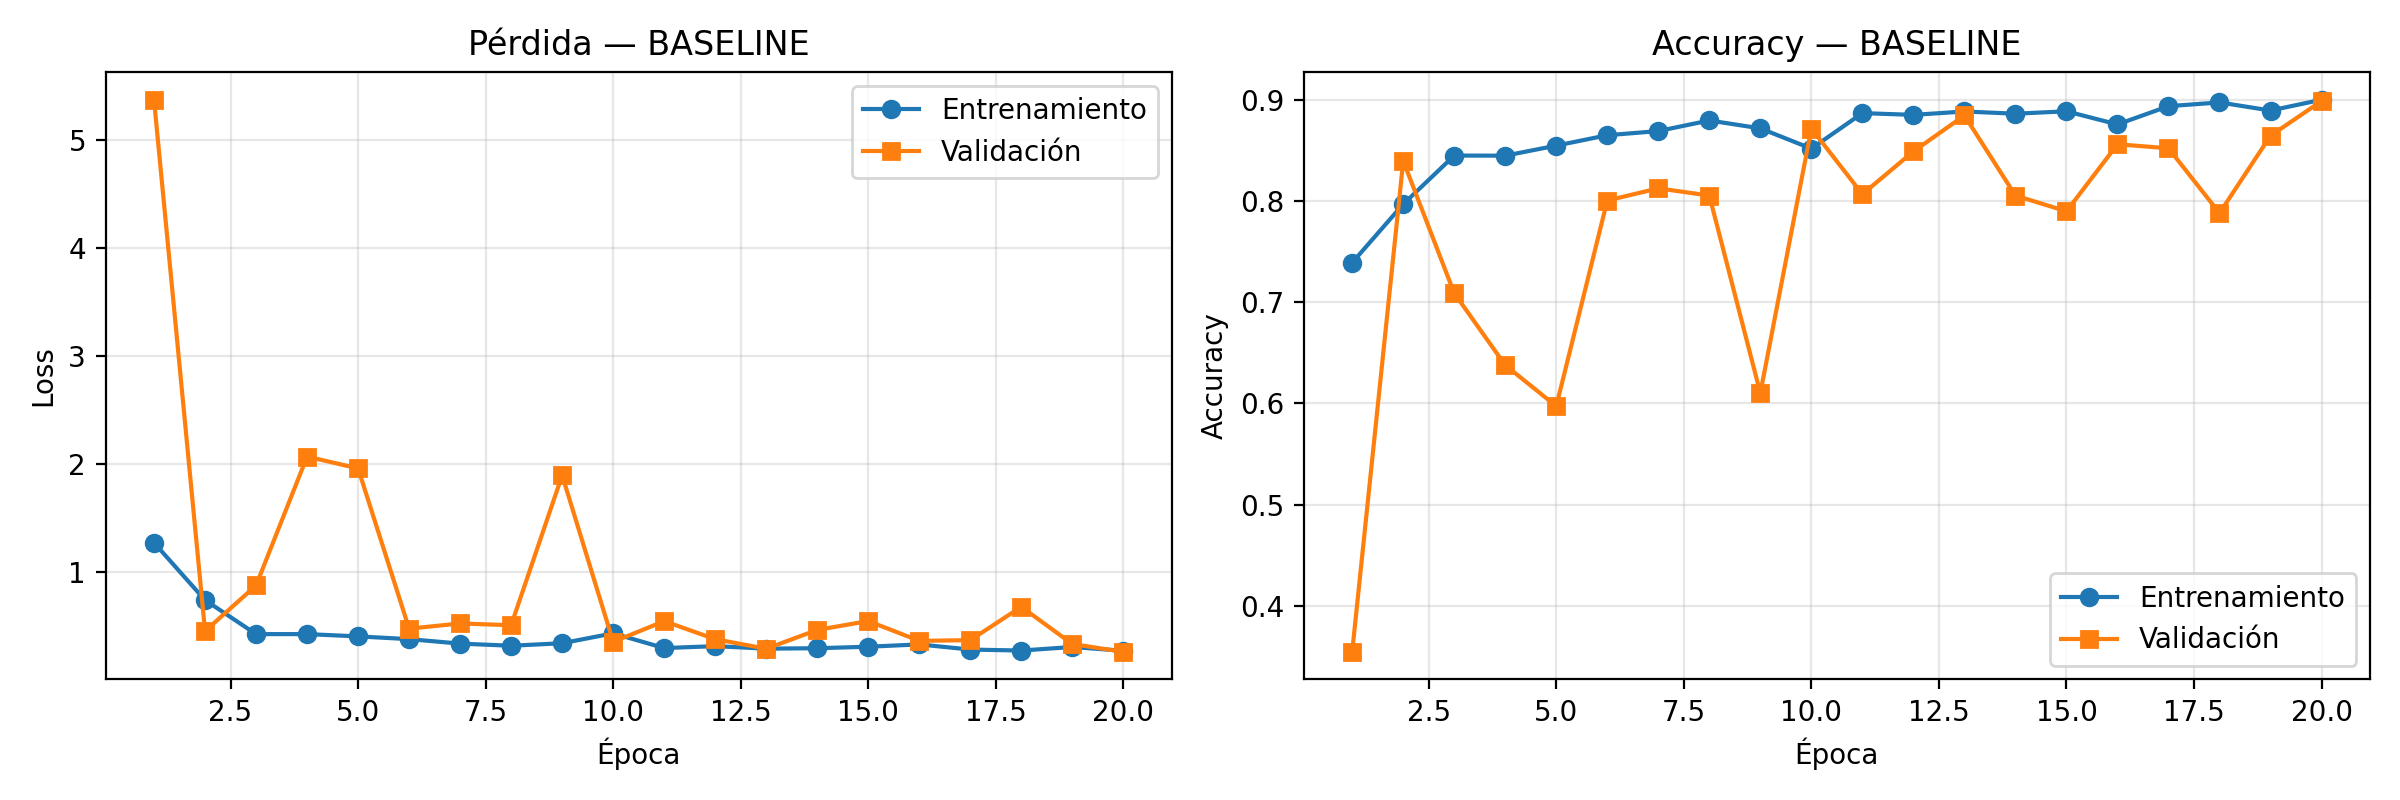 Pérdida — BASELINE
Loss
5
4
3
2
1
Entrenamiento
Validación
2.5 5.0 7.5 10.0 12.5 15.0 17.5 20.0
Época
Accuracy — BASELINE
Accuracy
0.9
0.8
0.7
0.6
0.5
0.4
Entrenamiento
Validación
2.5 5.0 7.5 10.0 12.5 15.0 17.5 20.0
Época